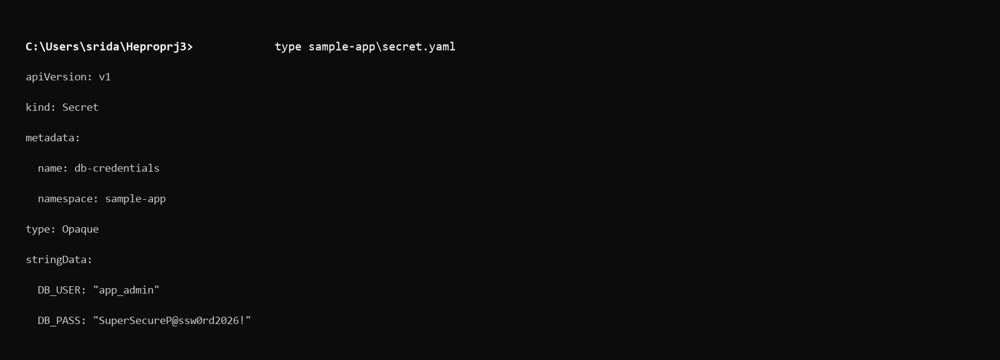 C:\Users\srida\Heproprj3> type sample-app\secret.yaml
apiVersion: v1
kind: Secret
metadata:
  name: db-credentials
  namespace: sample-app
type: Opaque
stringData:
  DB_USER: "app_admin"
  DB_PASS: "SuperSecureP@ssw0rd2026!"